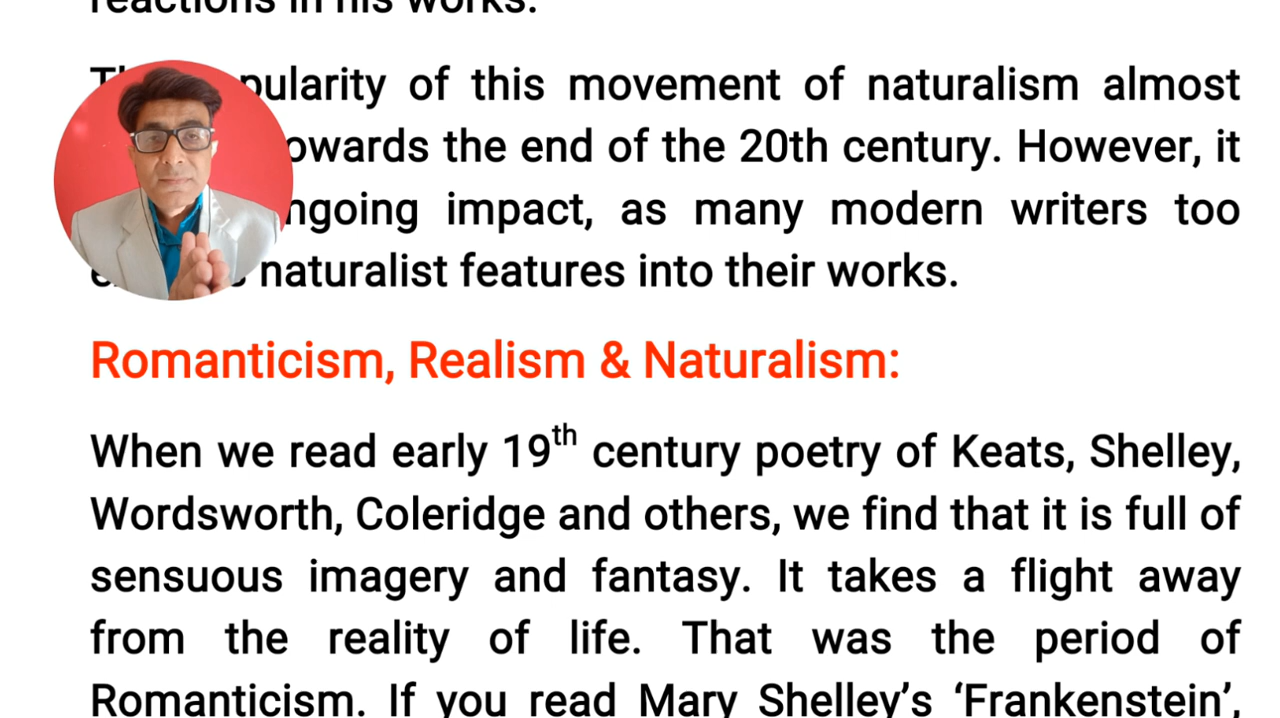 reactions in his works.
pularity of this movement of naturalism almost
owards the end of the 20th century. However, it
ngoing impact, as many modern writers too
naturalist features into their works.
Romanticism, Realism & Naturalism:
When we read early 19th century poetry of Keats, Shelley,
Wordsworth, Coleridge and others, we find that it is full of
sensuous imagery and fantasy. It takes a flight away
from the reality of life. That was the period of
Romanticism. If you read Mary Shelley's 'Frankenstein',